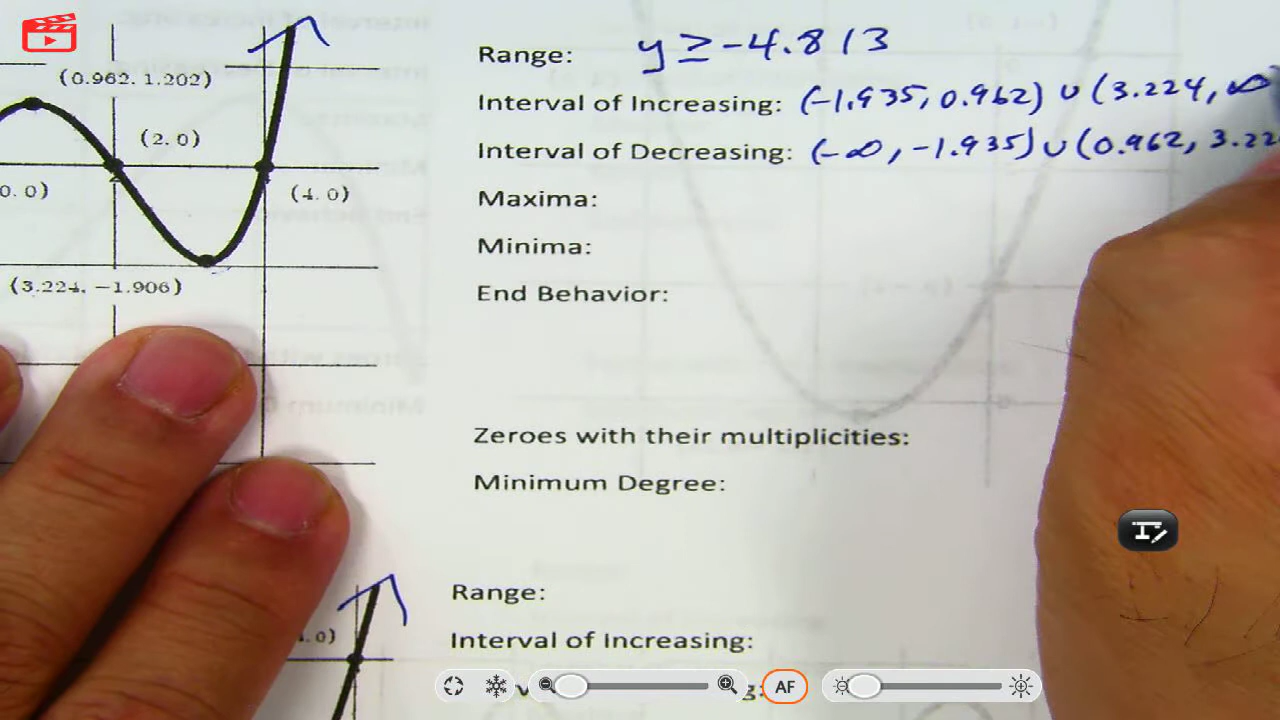 (0.962, 1.202)
(2.0)
0.0)
(4.0)
(3.224, −1.906)
Range: y ≥ -4.813
Interval of Increasing: (-1.935, 0.962) ∪ (3.224, ∞
Interval of Decreasing: (-∞, -1.935) ∪ (0.962, 3.22
Maxima:
Minima:
End Behavior:
Zeroes with their multiplicities:
Minimum Degree:
.0)
Range:
Interval of Increasing:
AF